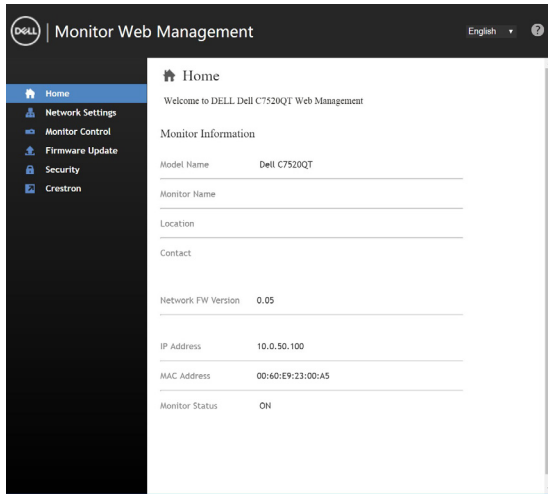 DELL | Monitor Web Management
English ?
Home
Network Settings
Monitor Control
Firmware Update
Security
Crestron
Home
Welcome to DELL Dell C7520QT Web Management
Monitor Information
Model Name Dell C7520QT
Monitor Name
Location
Contact
Network FW Version 0.05
IP Address 10.0.50.100
MAC Address 00:60:E9:23:00:A5
Monitor Status ON